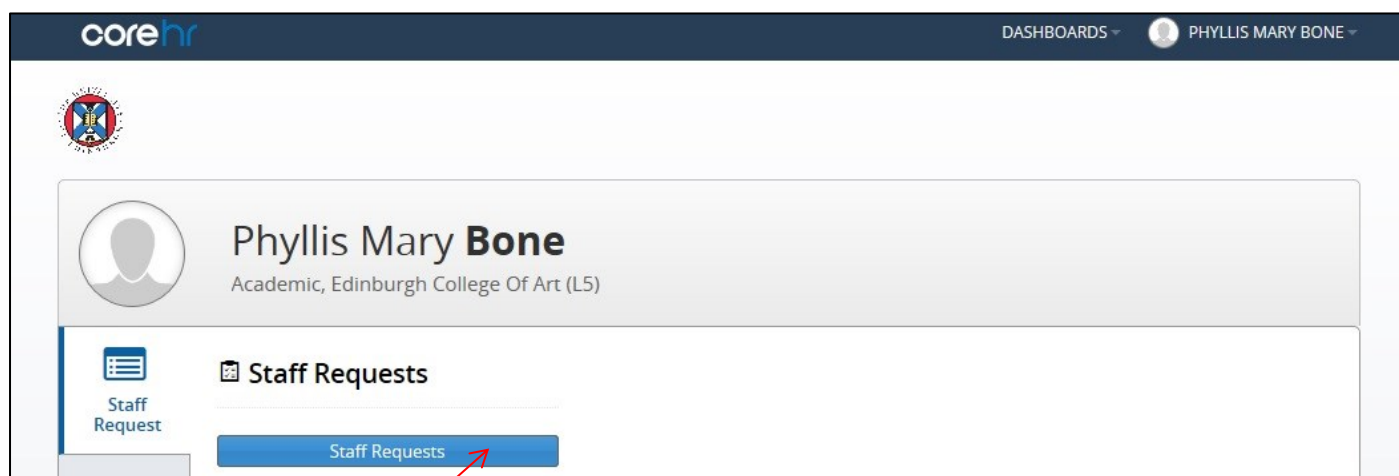 corehr
DASHBOARDS
PHYLLIS MARY BONE
Phyllis Mary Bone
Academic, Edinburgh College Of Art (L5)
Staff
Request
Staff Requests
Staff Requests